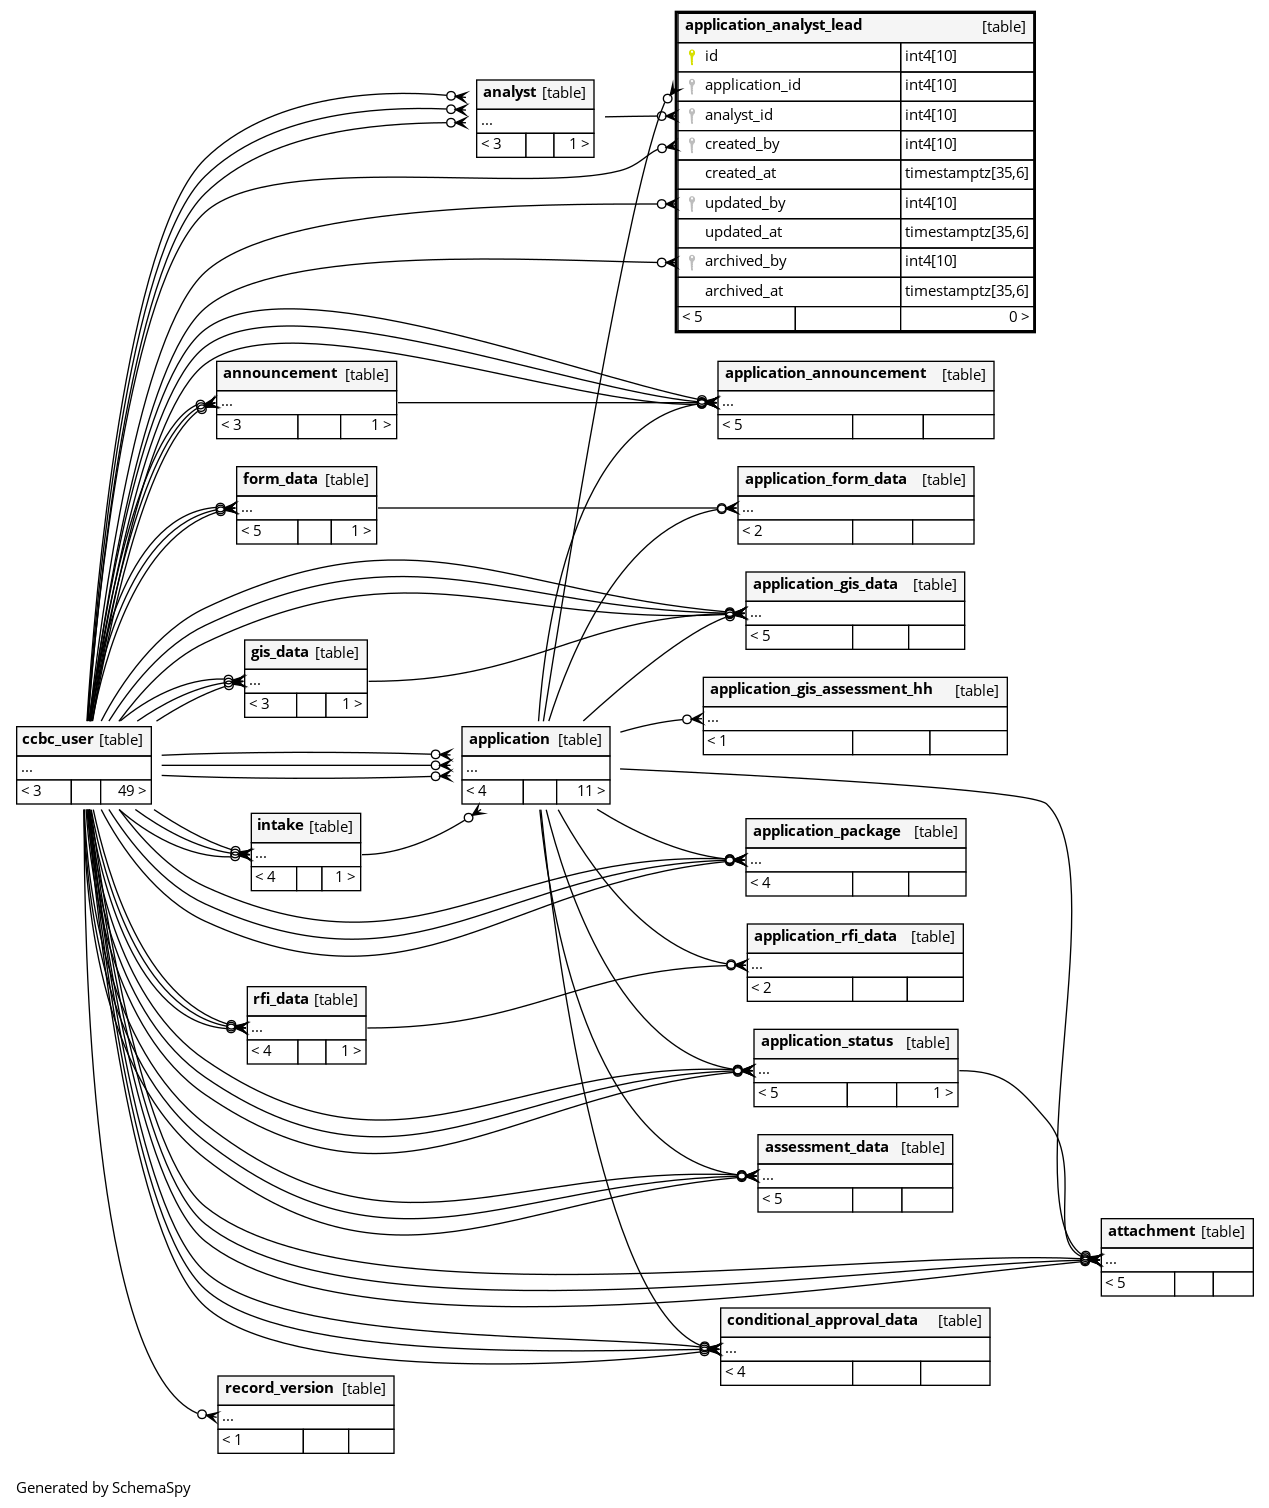 application_analyst_lead [table]
id int4[10]
application_id int4[10]
analyst_id int4[10]
created_by int4[10]
created_at timestamptz[35,6]
updated_by int4[10]
updated_at timestamptz[35,6]
archived_by int4[10]
archived_at timestamptz[35,6]
< 5 0 >
analyst [table]
...
< 3 1 >
announcement [table]
...
< 3 1 >
application_announcement [table]
...
< 5
form_data [table]
...
< 5 1 >
application_form_data [table]
...
< 2
application_gis_data [table]
...
< 5
gis_data [table]
...
< 3 1 >
application_gis_assessment_hh [table]
...
< 1
ccbc_user [table]
...
< 3 49 >
application [table]
...
< 4 11 >
intake [table]
...
< 4 1 >
application_package [table]
...
< 4
application_rfi_data [table]
...
< 2
rfi_data [table]
...
< 4 1 >
application_status [table]
...
< 5 1 >
assessment_data [table]
...
< 5
attachment [table]
...
< 5
conditional_approval_data [table]
...
< 4
record_version [table]
...
< 1
Generated by SchemaSpy